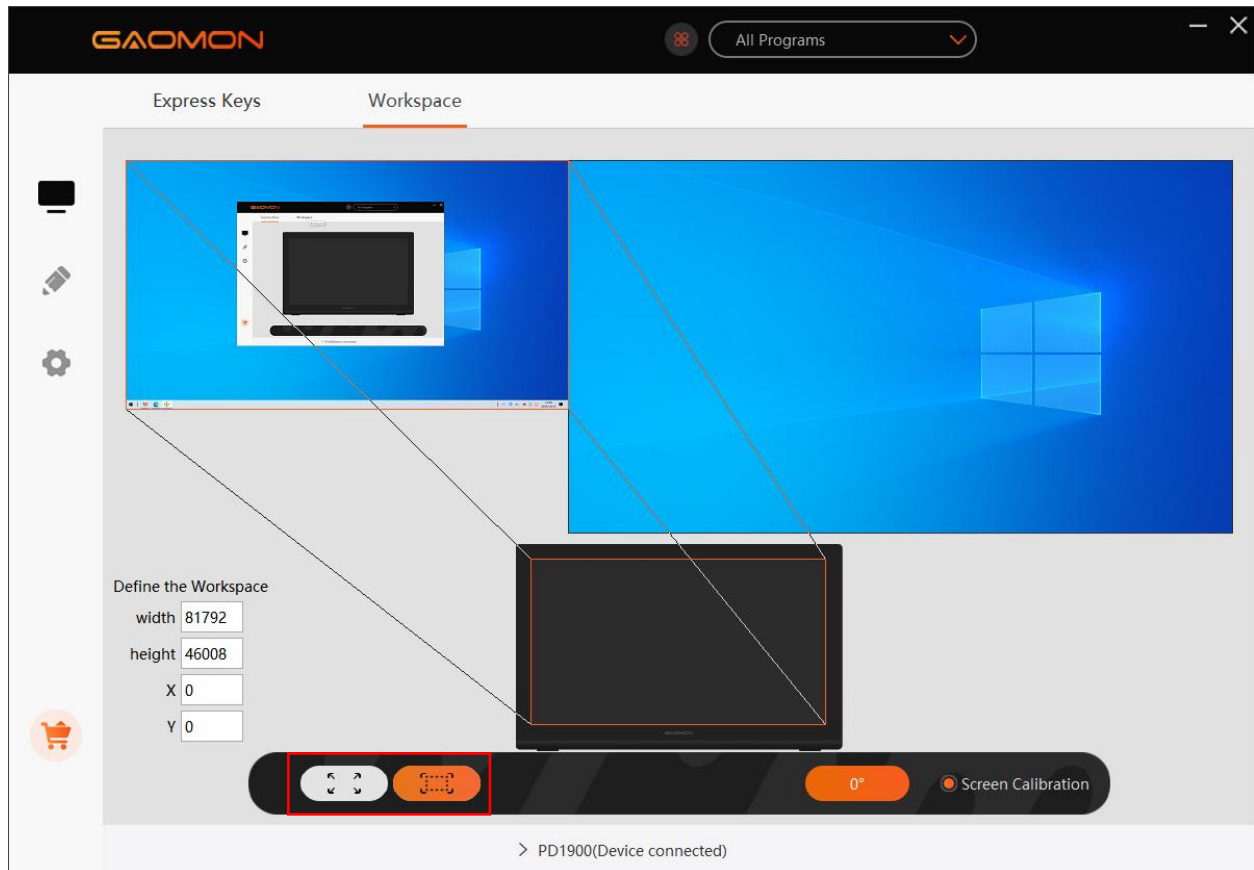 GAOMON
All Programs
Express Keys Workspace
Define the Workspace
width 81792
height 46008
X 0
Y 0
0°
Screen Calibration
> PD1900(Device connected)